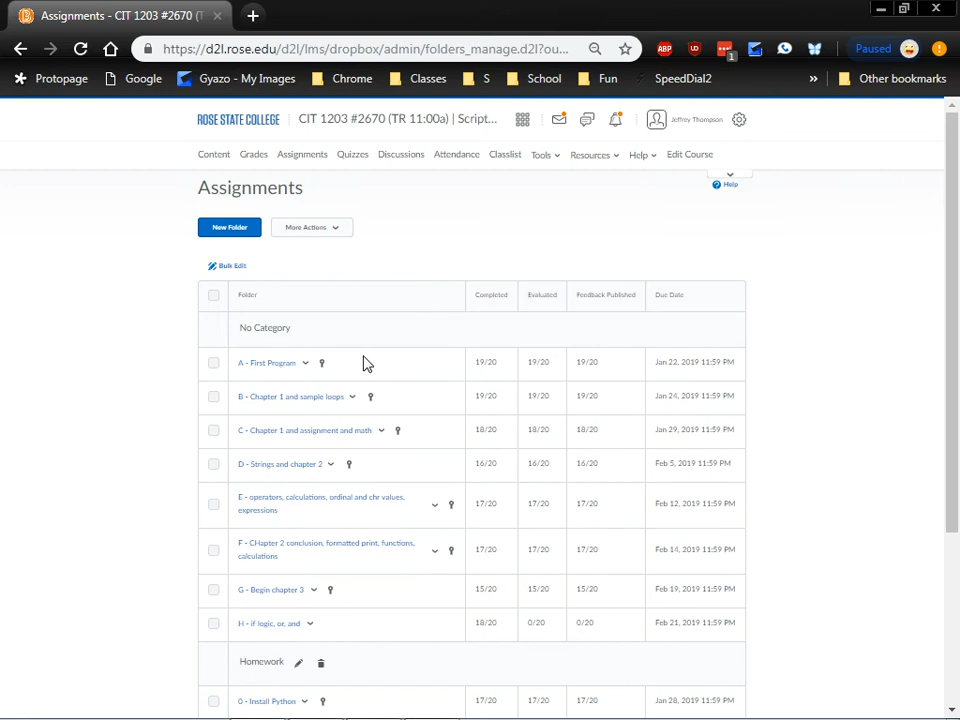 Assignments - CIT 1203 #2670 (T
https://d2l.rose.edu/d2l/lms/dropbox/admin/folders_manage.d2l?ou...
ABP
1
Paused
Protopage
Google
Gyazo - My Images
Chrome
Classes
S
School
Fun
SpeedDial2
»
Other bookmarks
ROSE STATE COLLEGE
CIT 1203 #2670 (TR 11:00a) | Script...
Jeffrey Thompson
Content
Grades
Assignments
Quizzes
Discussions
Attendance
Classlist
Tools
Resources
Help
Edit Course
Assignments
Help
New Folder
More Actions
Bulk Edit
Folder Completed Evaluated Feedback Published Due Date
No Category
A - First Program 19/20 19/20 19/20 Jan 22, 2019 11:59 PM
B - Chapter 1 and sample loops 19/20 19/20 19/20 Jan 24, 2019 11:59 PM
C - Chapter 1 and assignment and math 18/20 18/20 18/20 Jan 29, 2019 11:59 PM
D - Strings and chapter 2 16/20 16/20 16/20 Feb 5, 2019 11:59 PM
E - operators, calculations, ordinal and chr values,
expressions
17/20 17/20 17/20 Feb 12, 2019 11:59 PM
F - CHapter 2 conclusion, formatted print, functions,
calculations
17/20 17/20 17/20 Feb 14, 2019 11:59 PM
G - Begin chapter 3 15/20 15/20 15/20 Feb 19, 2019 11:59 PM
H - if logic, or, and 18/20 0/20 0/20 Feb 21, 2019 11:59 PM
Homework
0 - Install Python 17/20 17/20 17/20 Jan 28, 2019 11:59 PM